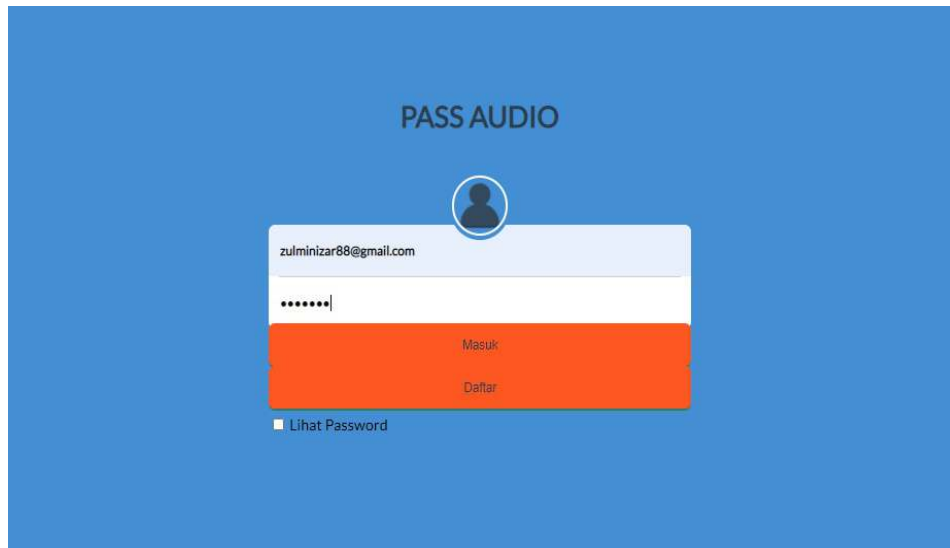 PASS AUDIO
zulminizar88@gmail.com
•••••••
Masuk
Daftar
Lihat Password